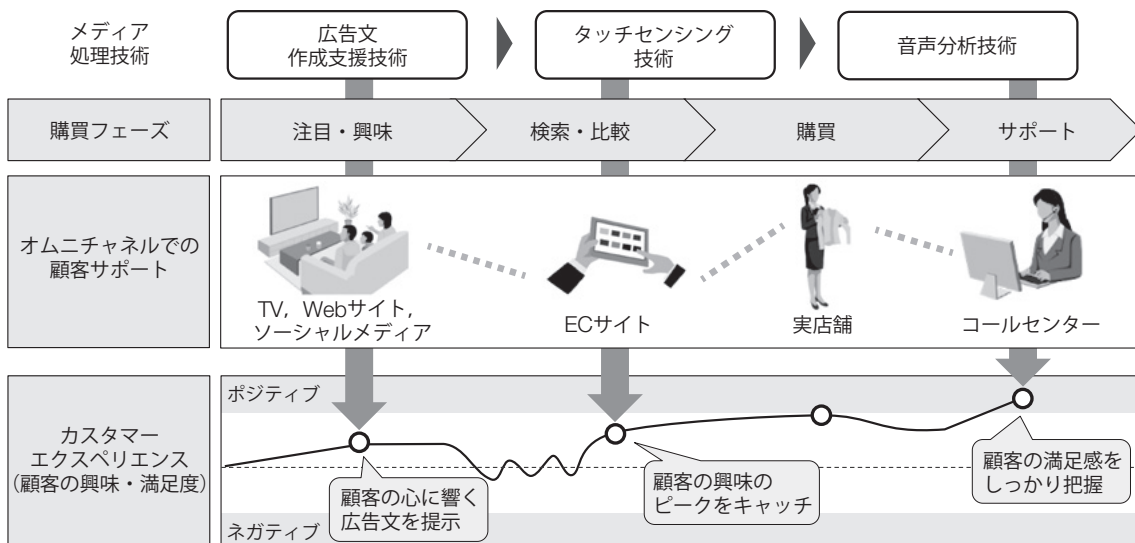 メディア
処理技術
広告文
作成支援技術
タッチセンシング
技術
音声分析技術
購買フェーズ
注目・興味
検索・比較
購買
サポート
オムニチャネルでの
顧客サポート
TV，Webサイト，
ソーシャルメディア
ECサイト
実店舗
コールセンター
カスタマー
エクスペリエンス
（顧客の興味・満足度）
ポジティブ
顧客の心に響く
広告文を提示
顧客の興味の
ピークをキャッチ
顧客の満足感を
しっかり把握
ネガティブ